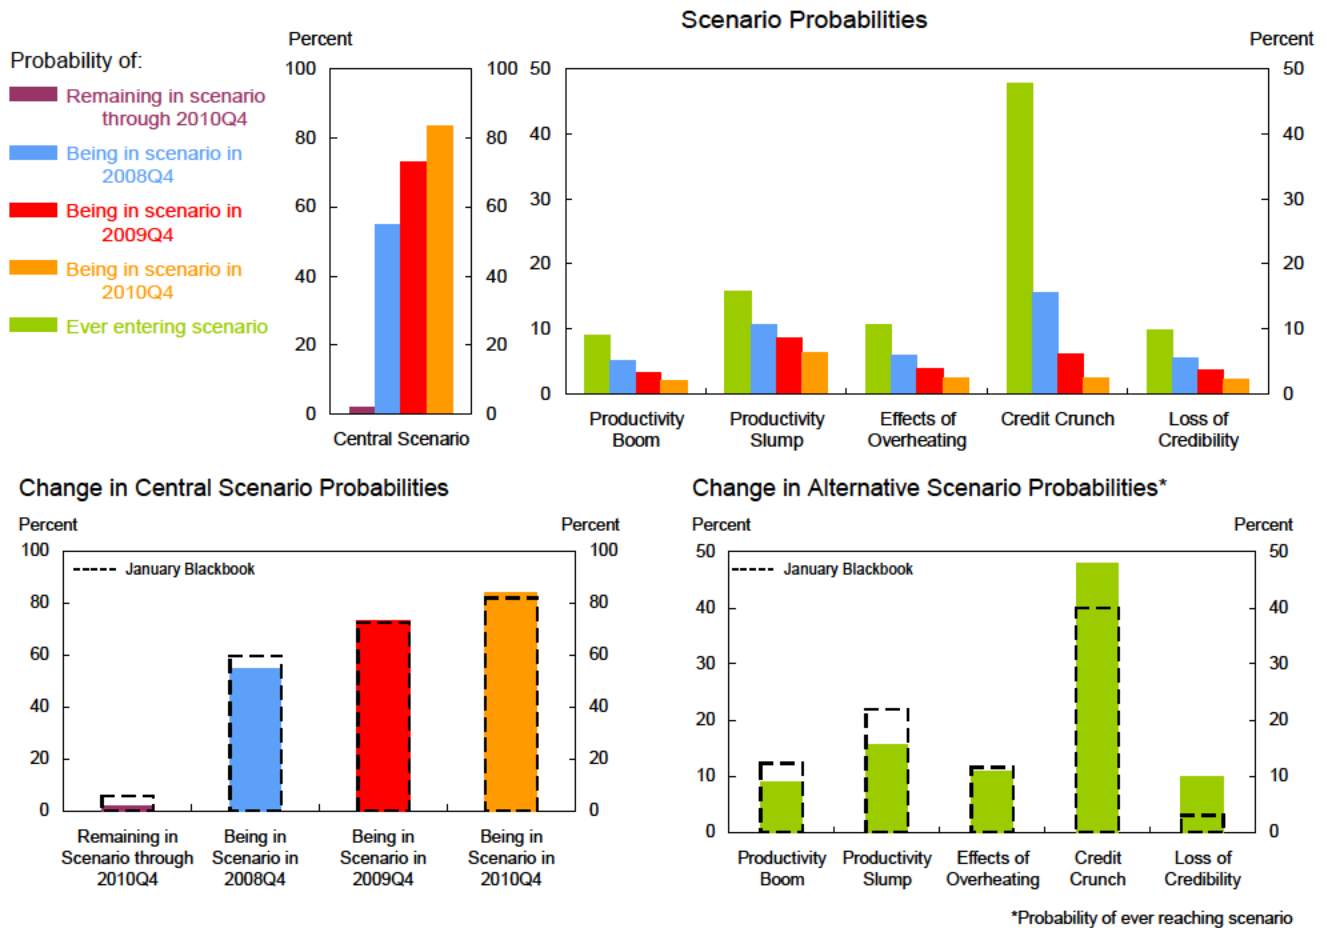 Scenario Probabilities
Percent
Percent
Probability of:
Remaining in scenario
through 2010Q4
Being in scenario in
2008Q4
Being in scenario in
2009Q4
Being in scenario in
2010Q4
Ever entering scenario
100
80
60
40
20
0
100
80
60
40
20
0
Central Scenario
50
40
30
20
10
0
50
40
30
20
10
0
Productivity
Boom
Productivity
Slump
Effects of
Overheating
Credit Crunch
Loss of
Credibility
Change in Central Scenario Probabilities
Percent
Percent
100
80
60
40
20
0
January Blackbook
100
80
60
40
20
0
Remaining in
Scenario through
2010Q4
Being in
Scenario in
2008Q4
Being in
Scenario in
2009Q4
Being in
Scenario in
2010Q4
Change in Alternative Scenario Probabilities*
Percent
Percent
50
40
30
20
10
0
January Blackbook
50
40
30
20
10
0
Productivity
Boom
Productivity
Slump
Effects of
Overheating
Credit
Crunch
Loss of
Credibility
*Probability of ever reaching scenario